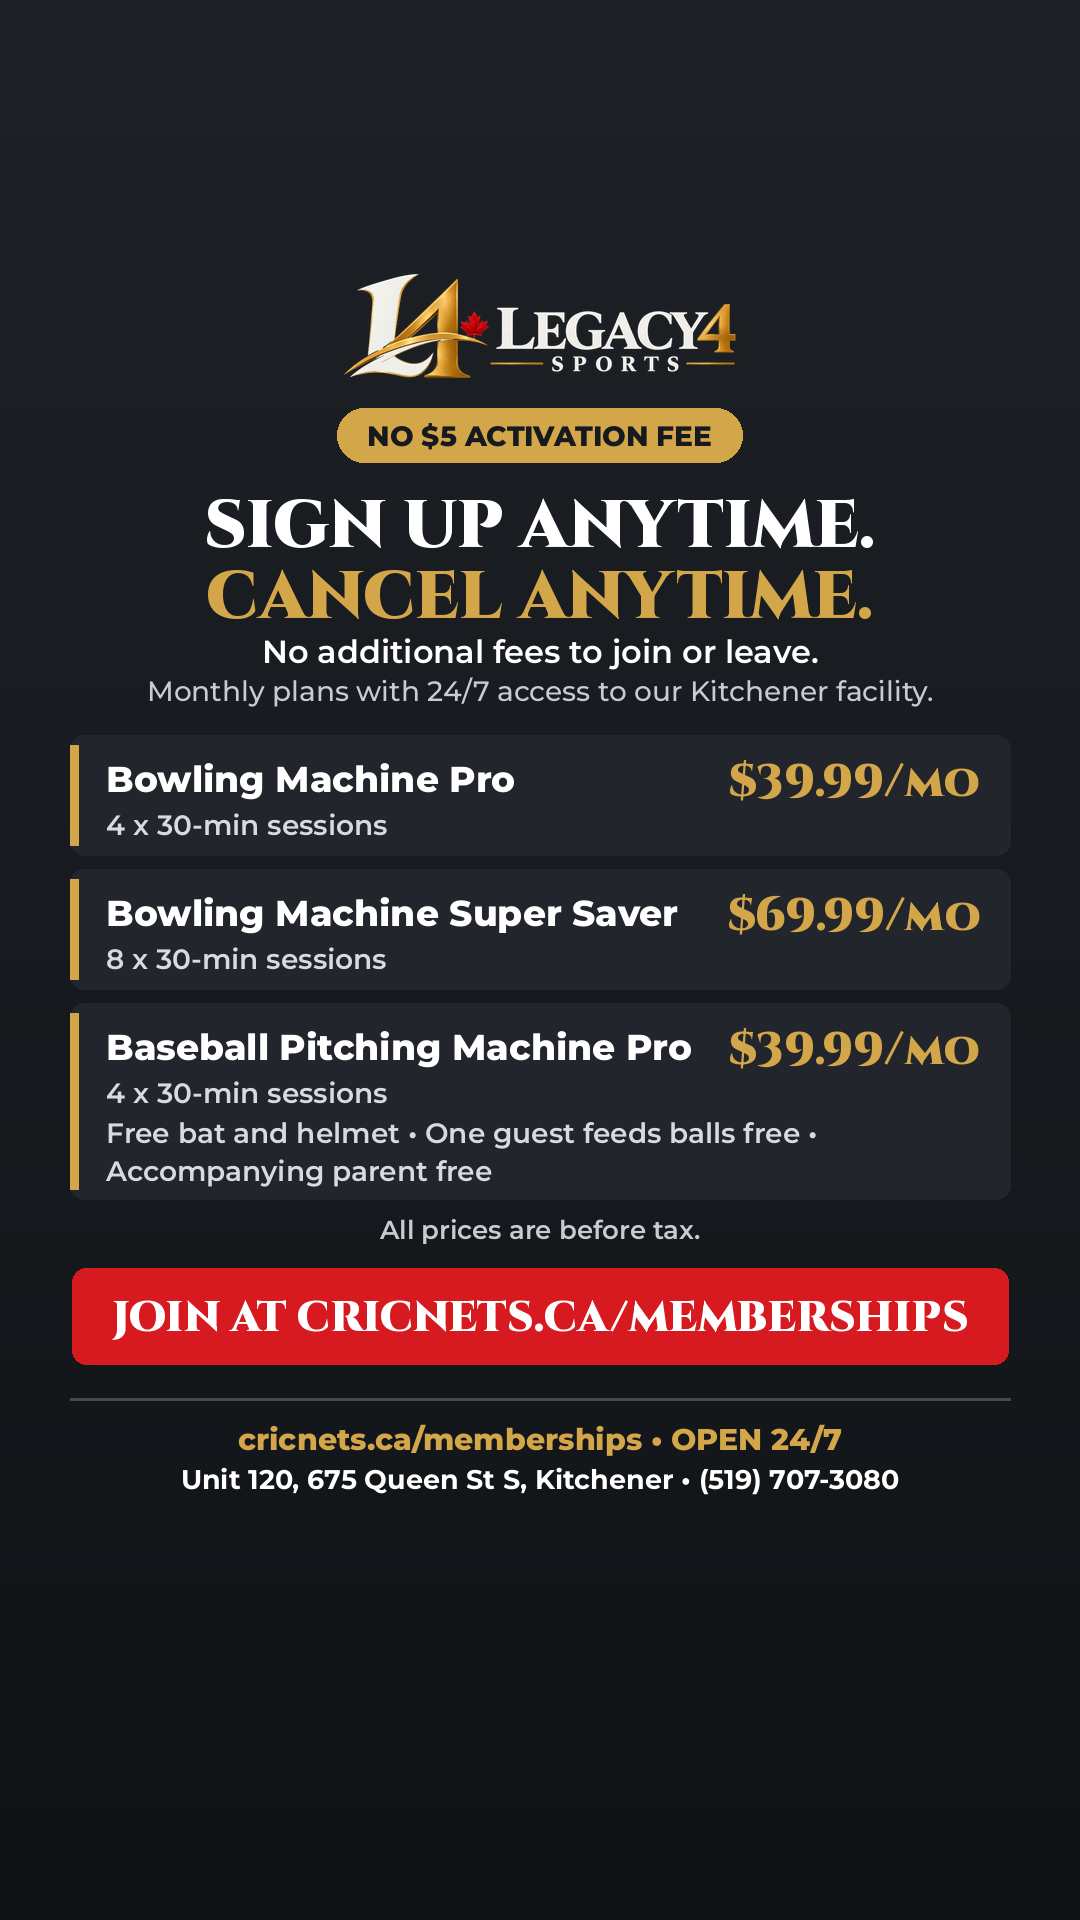 LEGACY4
SPORTS
NO $5 ACTIVATION FEE
SIGN UP ANYTIME.
CANCEL ANYTIME.
No additional fees to join or leave.
Monthly plans with 24/7 access to our Kitchener facility.
Bowling Machine Pro $39.99/MO
4 x 30-min sessions
Bowling Machine Super Saver $69.99/MO
8 x 30-min sessions
Baseball Pitching Machine Pro $39.99/MO
4 x 30-min sessions
Free bat and helmet • One guest feeds balls free •
Accompanying parent free
All prices are before tax.
JOIN AT CRICNETS.CA/MEMBERSHIPS
cricnets.ca/memberships • OPEN 24/7
Unit 120, 675 Queen St S, Kitchener • (519) 707-3080